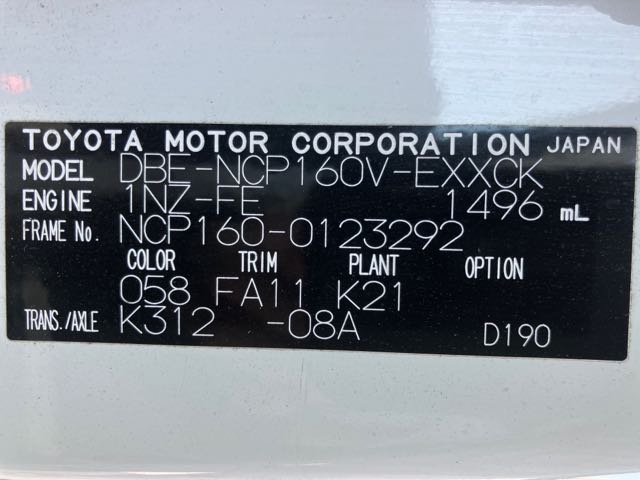 TOYOTA MOTOR CORPORATION JAPAN
MODEL DBE-NCP160V-EXXCK
ENGINE 1NZ-FE 1496 mL
FRAME No. NCP160-0123292
COLOR TRIM PLANT OPTION
058 FA11 K21
TRANS./AXLE K312 -08A D190